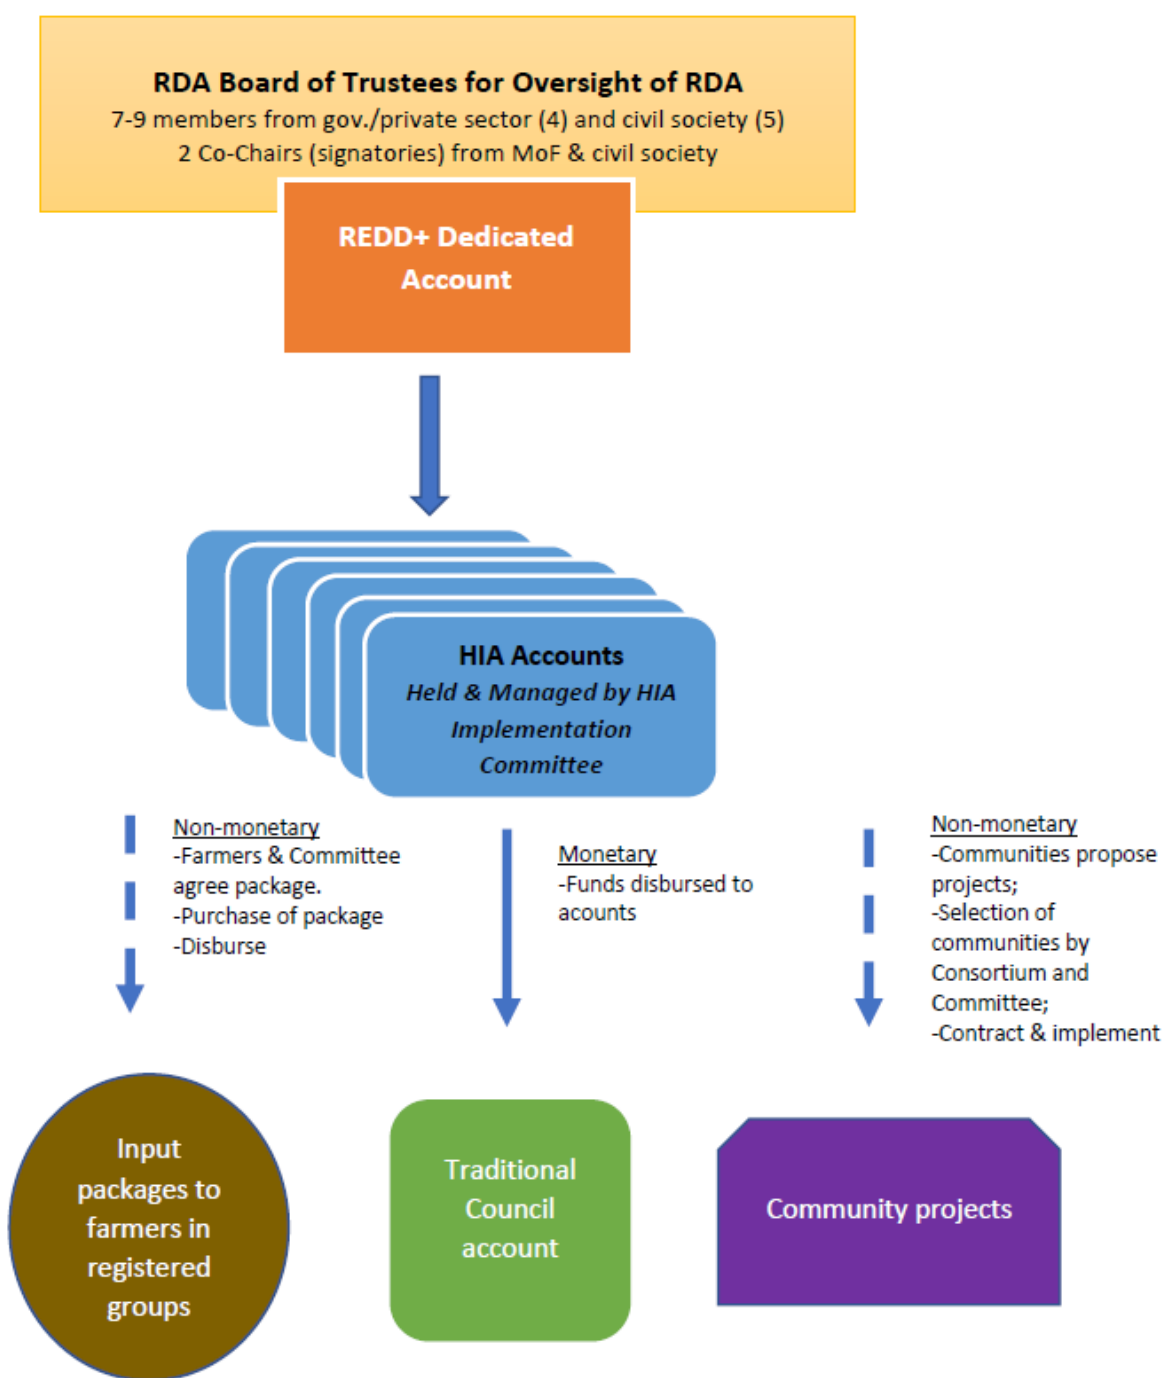 RDA Board of Trustees for Oversight of RDA
7-9 members from gov./private sector (4) and civil society (5)
2 Co-Chairs (signatories) from MoF & civil society
REDD+ Dedicated
Account
HIA Accounts
Held & Managed by HIA
Implementation
Committee
Non-monetary
-Farmers & Committee
agree package.
-Purchase of package
-Disburse
Monetary
-Funds disbursed to
acounts
Non-monetary
-Communities propose
projects;
-Selection of
communities by
Consortium and
Committee;
-Contract & implement
Input
packages to
farmers in
registered
groups
Traditional
Council
account
Community projects